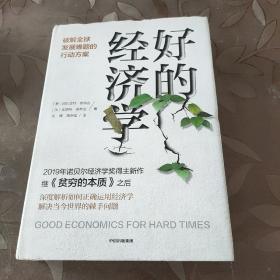 好的
经济学
破解全球
发展难题的
行动方案
2019年诺贝尔经济学奖得主新作
继《贫穷的本质》之后
深度解析如何正确运用经济学
解决当今世界的棘手问题
GOOD ECONOMICS FOR HARD TIMES
中信出版集团